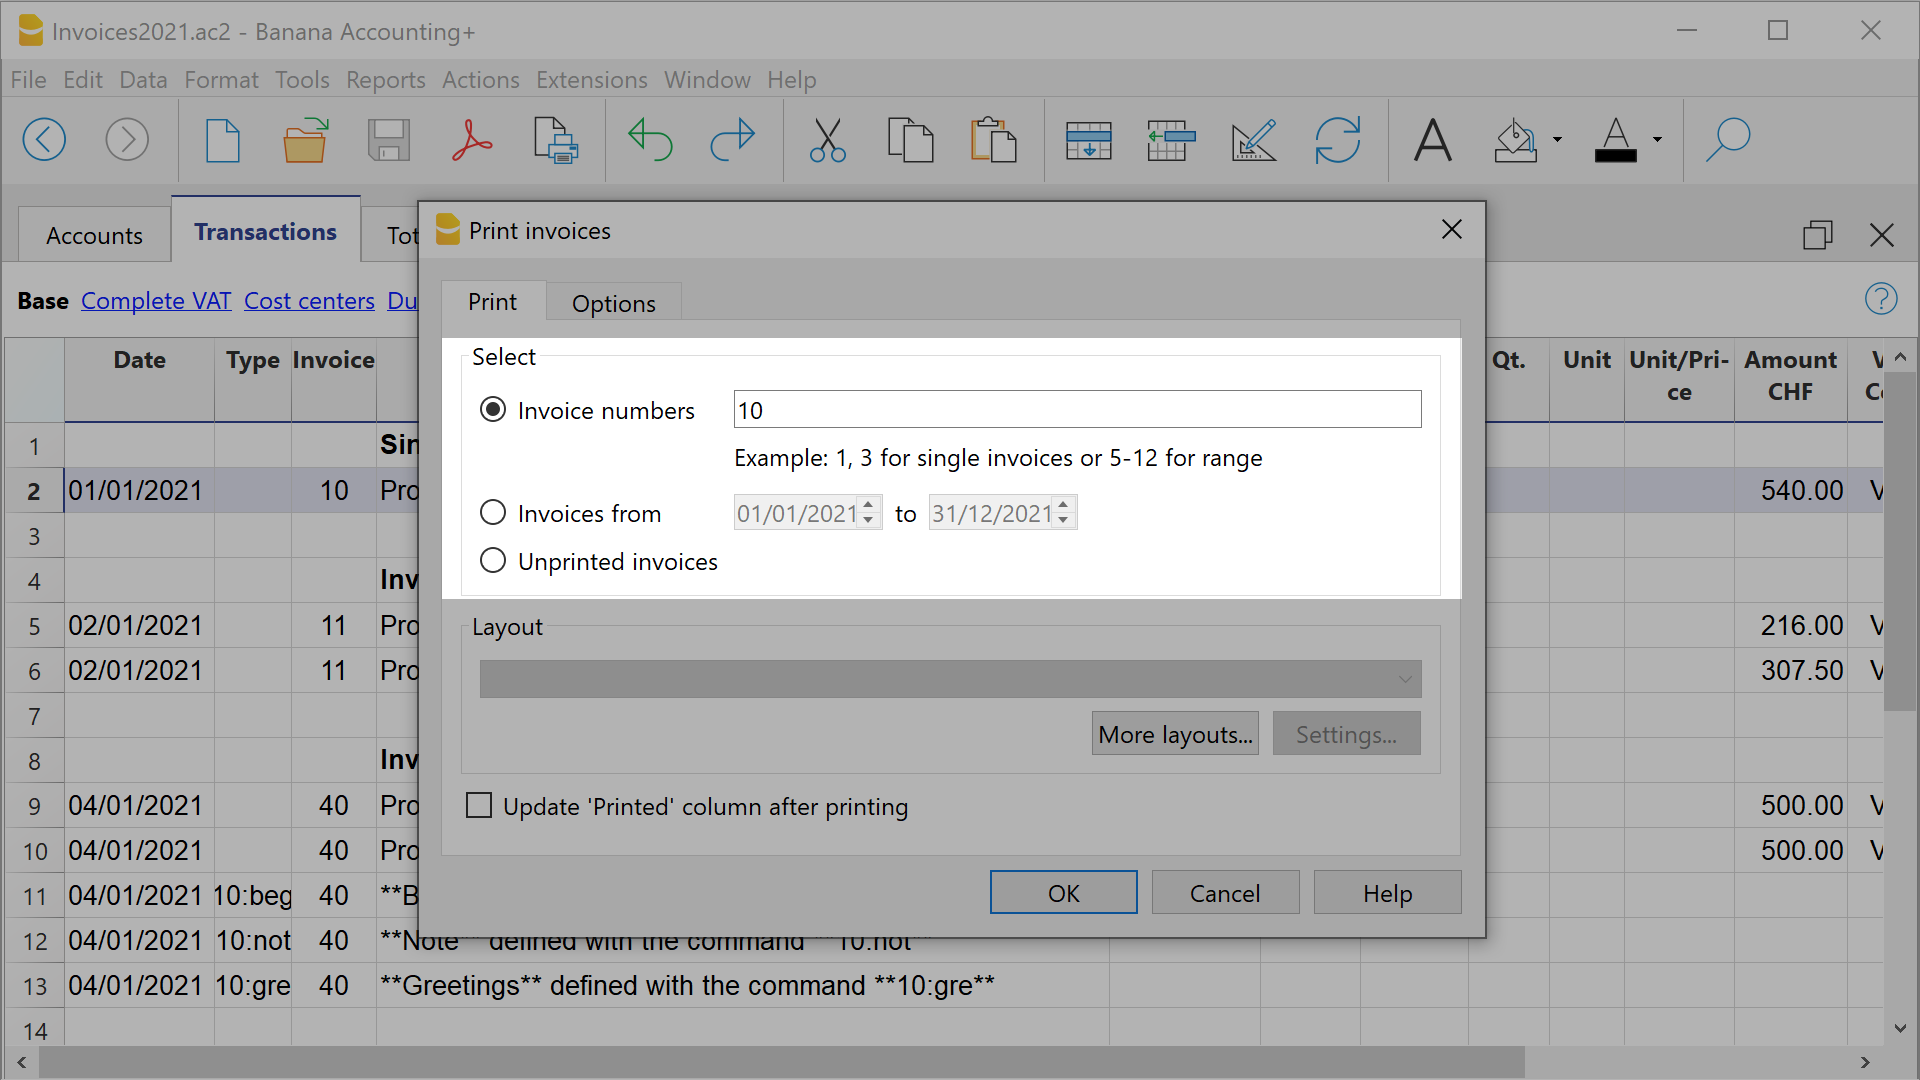 Invoices2021.ac2 - Banana Accounting+
File Edit Data Format Tools Reports Actions Extensions Window Help
Accounts Transactions Tot
Base Complete VAT Cost centers Du
Date Type Invoice Qt. Unit Unit/Pri-ce Amount CHF V Co
1 Sin
2 01/01/2021 10 Pro 540.00 V
3
4 Inv
5 02/01/2021 11 Pro 216.00 V
6 02/01/2021 11 Pro 307.50 V
7
8 Inv
9 04/01/2021 40 Pro 500.00 V
10 04/01/2021 40 Pro 500.00 V
11 04/01/2021 10:beg 40 **B
12 04/01/2021 10:not 40 **Note** defined with the command **10:not**
13 04/01/2021 10:gre 40 **Greetings** defined with the command **10:gre**
14
Print invoices
Print Options
Select
Invoice numbers 10
Example: 1, 3 for single invoices or 5-12 for range
Invoices from 01/01/2021 to 31/12/2021
Unprinted invoices
Layout
More layouts... Settings...
Update 'Printed' column after printing
OK Cancel Help